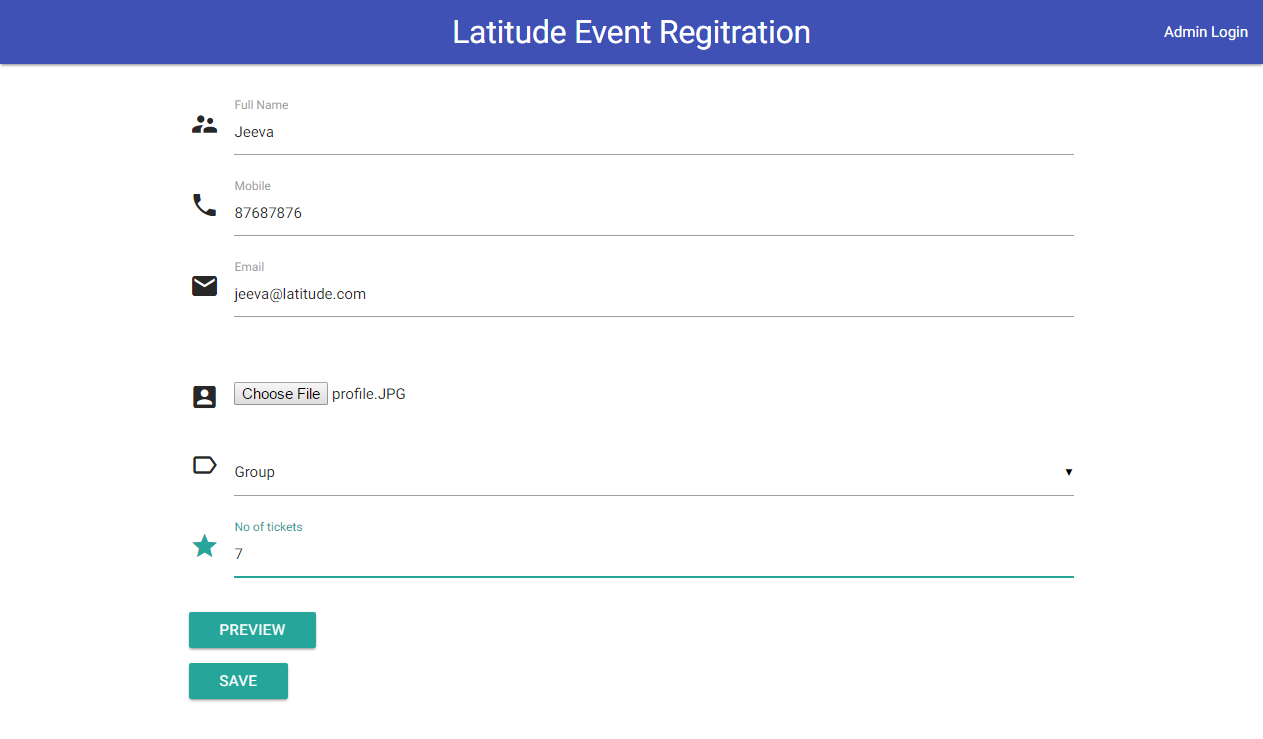 Latitude Event Regitration
Admin Login
Full Name
Jeeva
Mobile
87687876
Email
jeeva@latitude.com
Choose File profile.JPG
Group
No of tickets
7
PREVIEW
SAVE